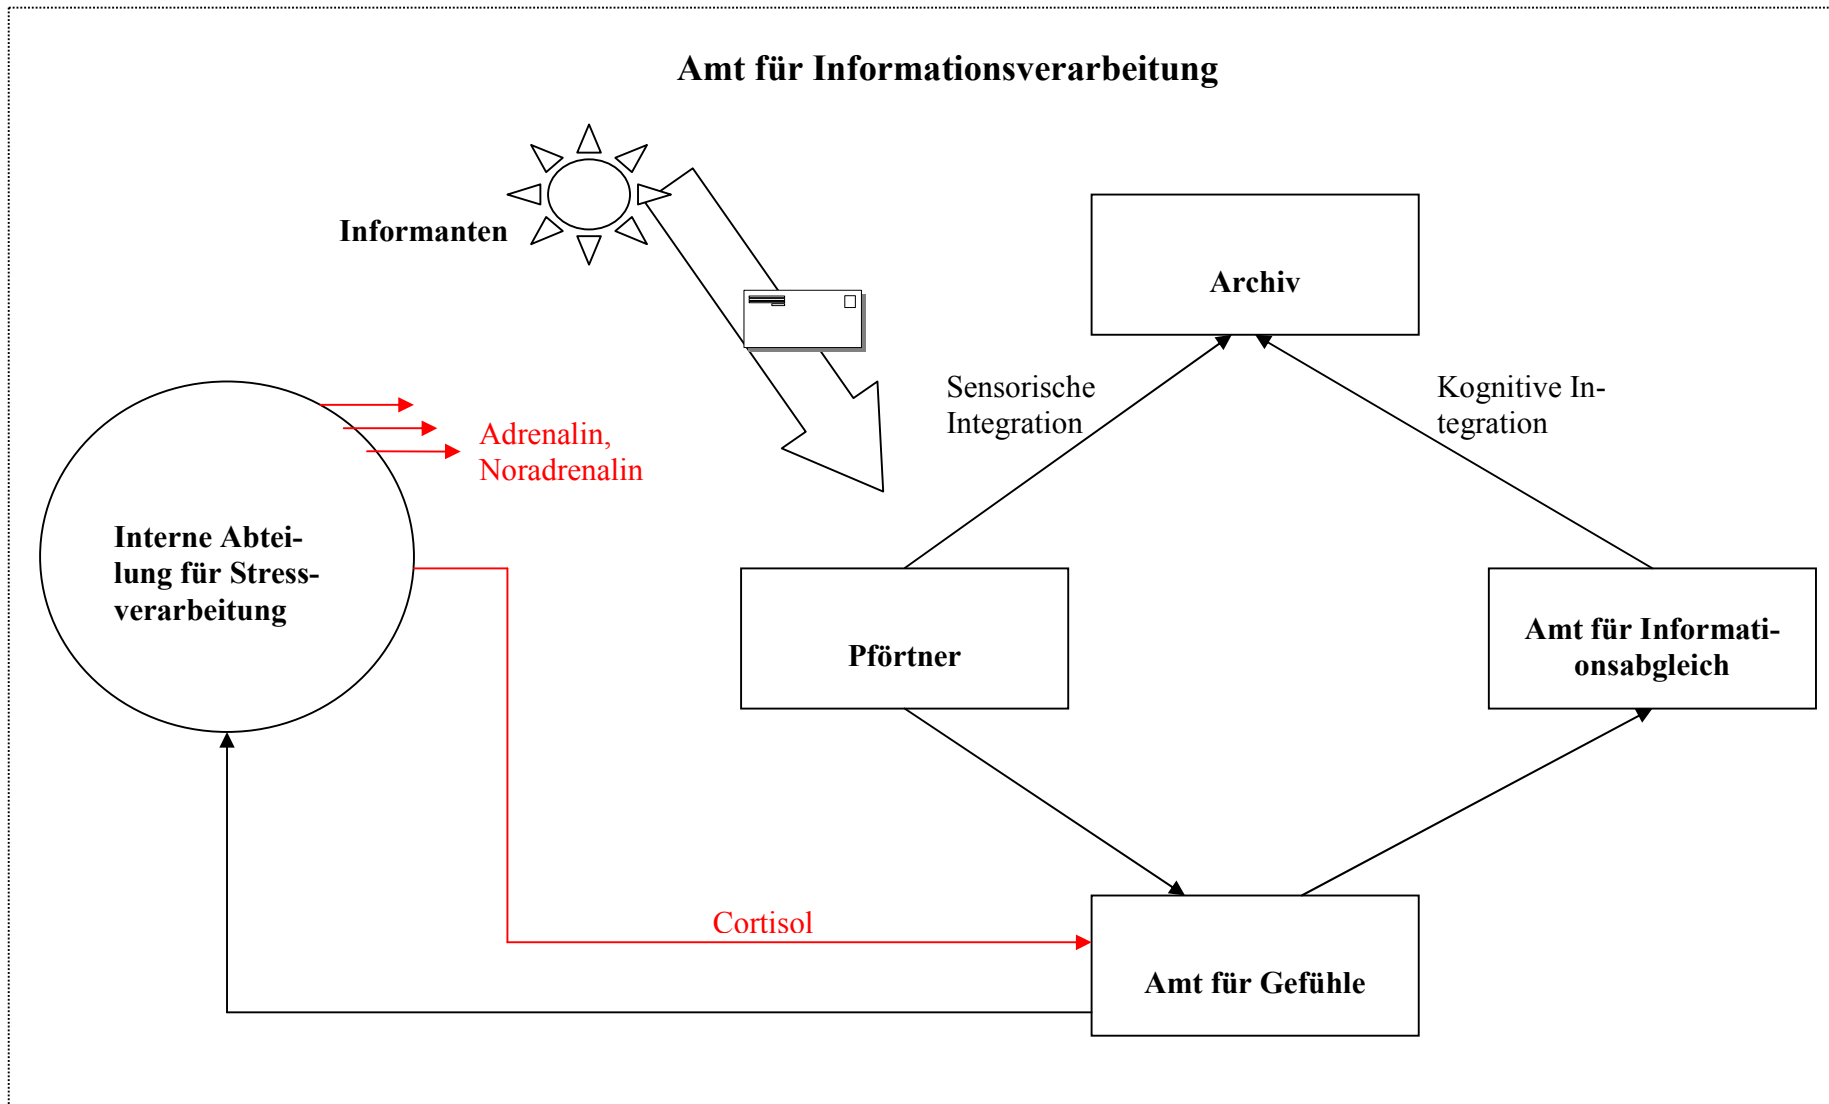 Amt für Informationsverarbeitung
Informanten
Archiv
Sensorische
Integration
Kognitive In-
tegration
Adrenalin,
Noradrenalin
Interne Abtei-
lung für Stress-
verarbeitung
Pförtner
Amt für Informati-
onsabgleich
Cortisol
Amt für Gefühle